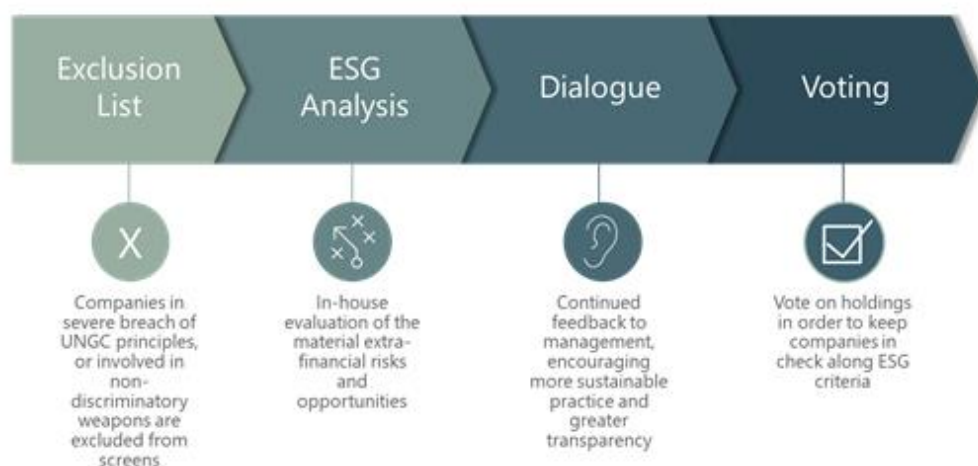 Exclusion
List
ESG
Analysis
Dialogue
Voting
X
Companies in
severe breach of
UNGC principles,
or involved in
non-
discriminatory
weapons are
excluded from
screens
In-house
evaluation of the
material extra-
financial risks
and
opportunities
Continued
feedback to
management,
encouraging
more sustainable
practice and
greater
transparency
Vote on holdings
in order to keep
companies in
check along ESG
criteria